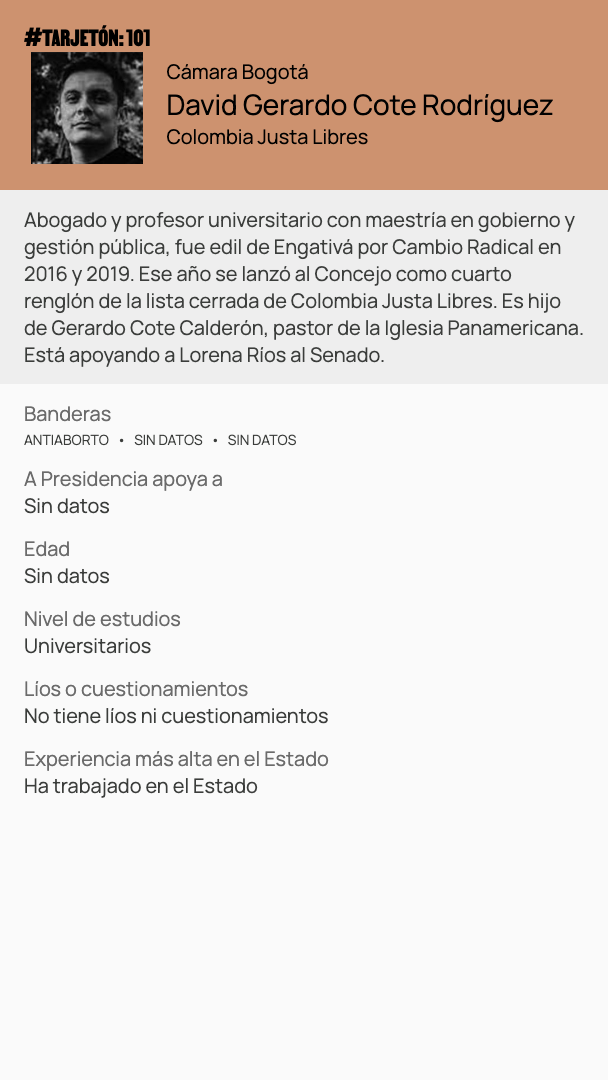 #TARJETÓN: 101
Cámara Bogotá
David Gerardo Cote Rodríguez
Colombia Justa Libres
Abogado y profesor universitario con maestría en gobierno y
gestión pública, fue edil de Engativá por Cambio Radical en
2016 y 2019. Ese año se lanzó al Concejo como cuarto
renglón de la lista cerrada de Colombia Justa Libres. Es hijo
de Gerardo Cote Calderón, pastor de la Iglesia Panamericana.
Está apoyando a Lorena Ríos al Senado.
Banderas
ANTIABORTO • SIN DATOS • SIN DATOS
A Presidencia apoya a
Sin datos
Edad
Sin datos
Nivel de estudios
Universitarios
Líos o cuestionamientos
No tiene líos ni cuestionamientos
Experiencia más alta en el Estado
Ha trabajado en el Estado